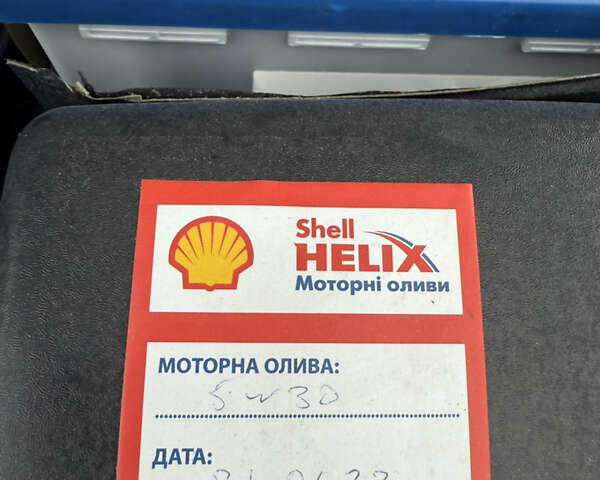 Shell
HELIX
Моторні оливи
МОТОРНА ОЛИВА:
5w30
ДАТА: